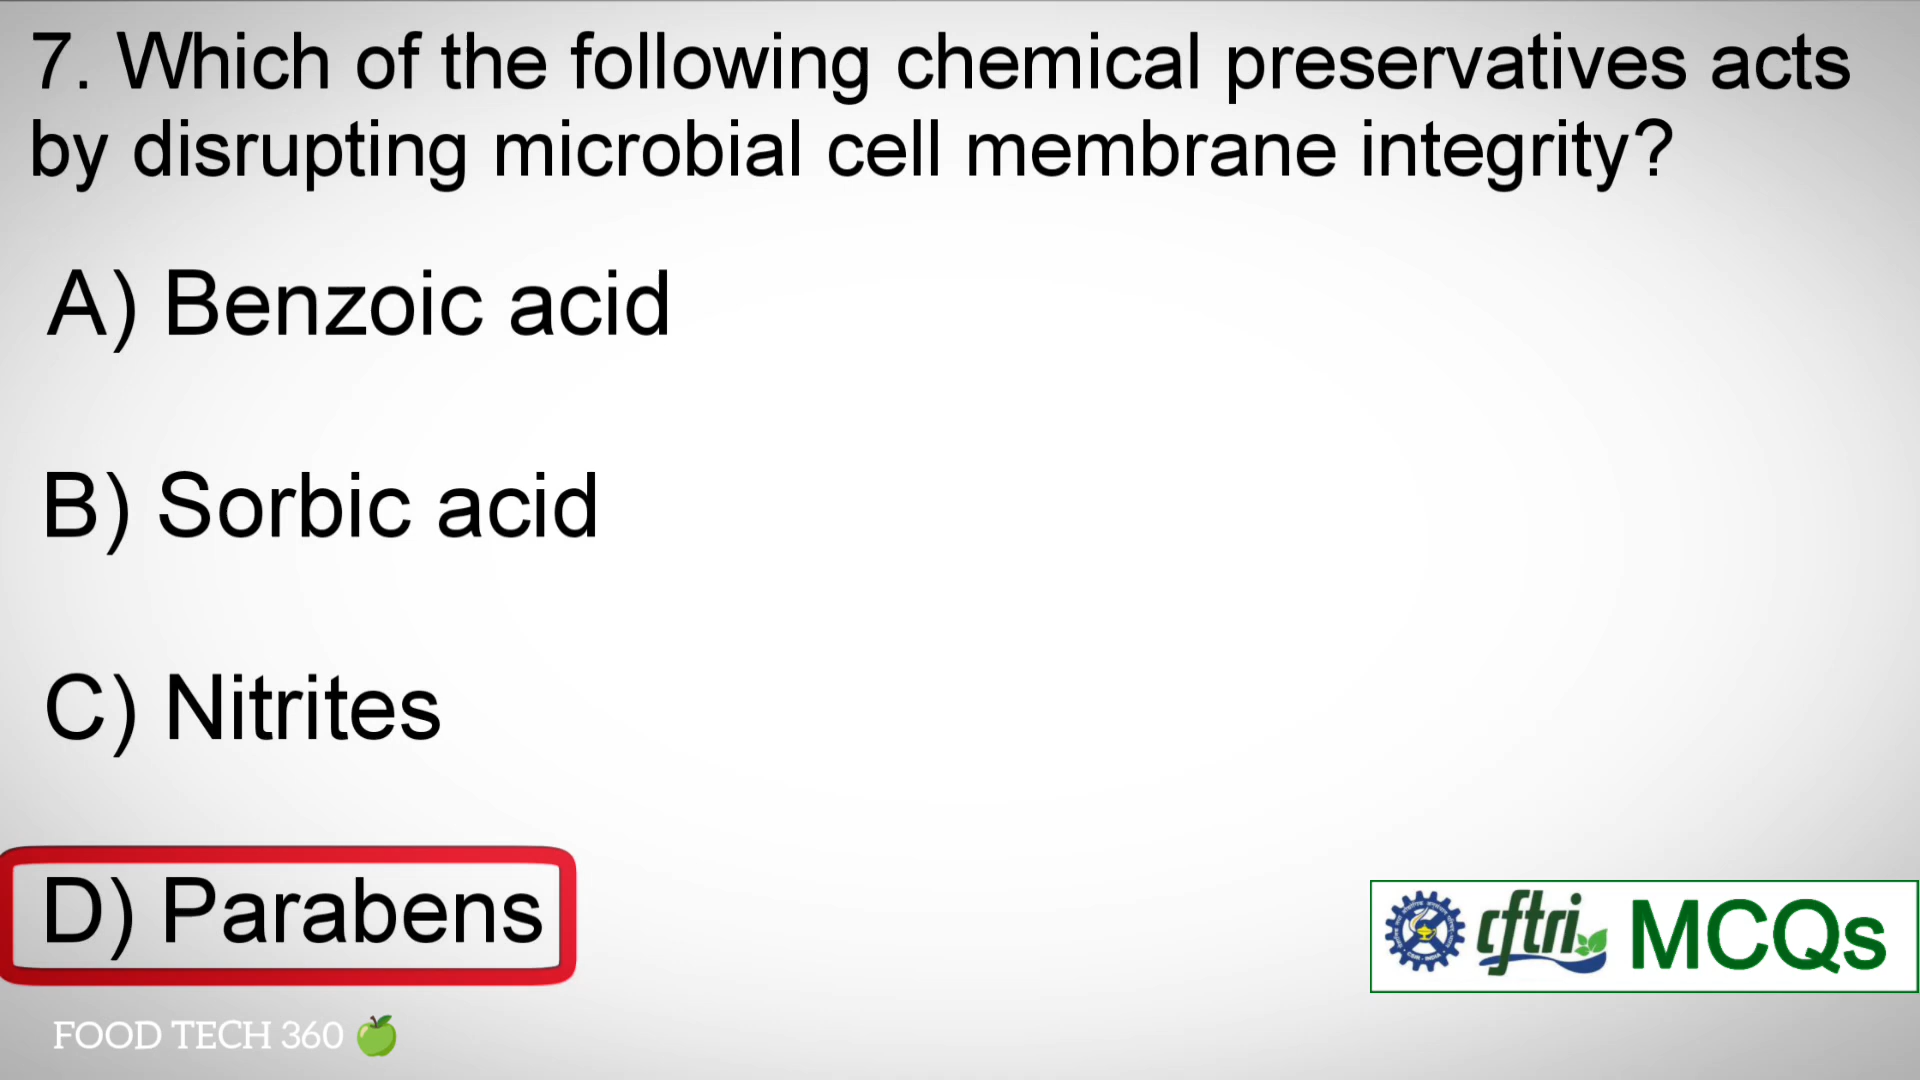 7. Which of the following chemical preservatives acts
by disrupting microbial cell membrane integrity?
A) Benzoic acid
B) Sorbic acid
C) Nitrites
D) Parabens
cftri MCQs
FOOD TECH 360